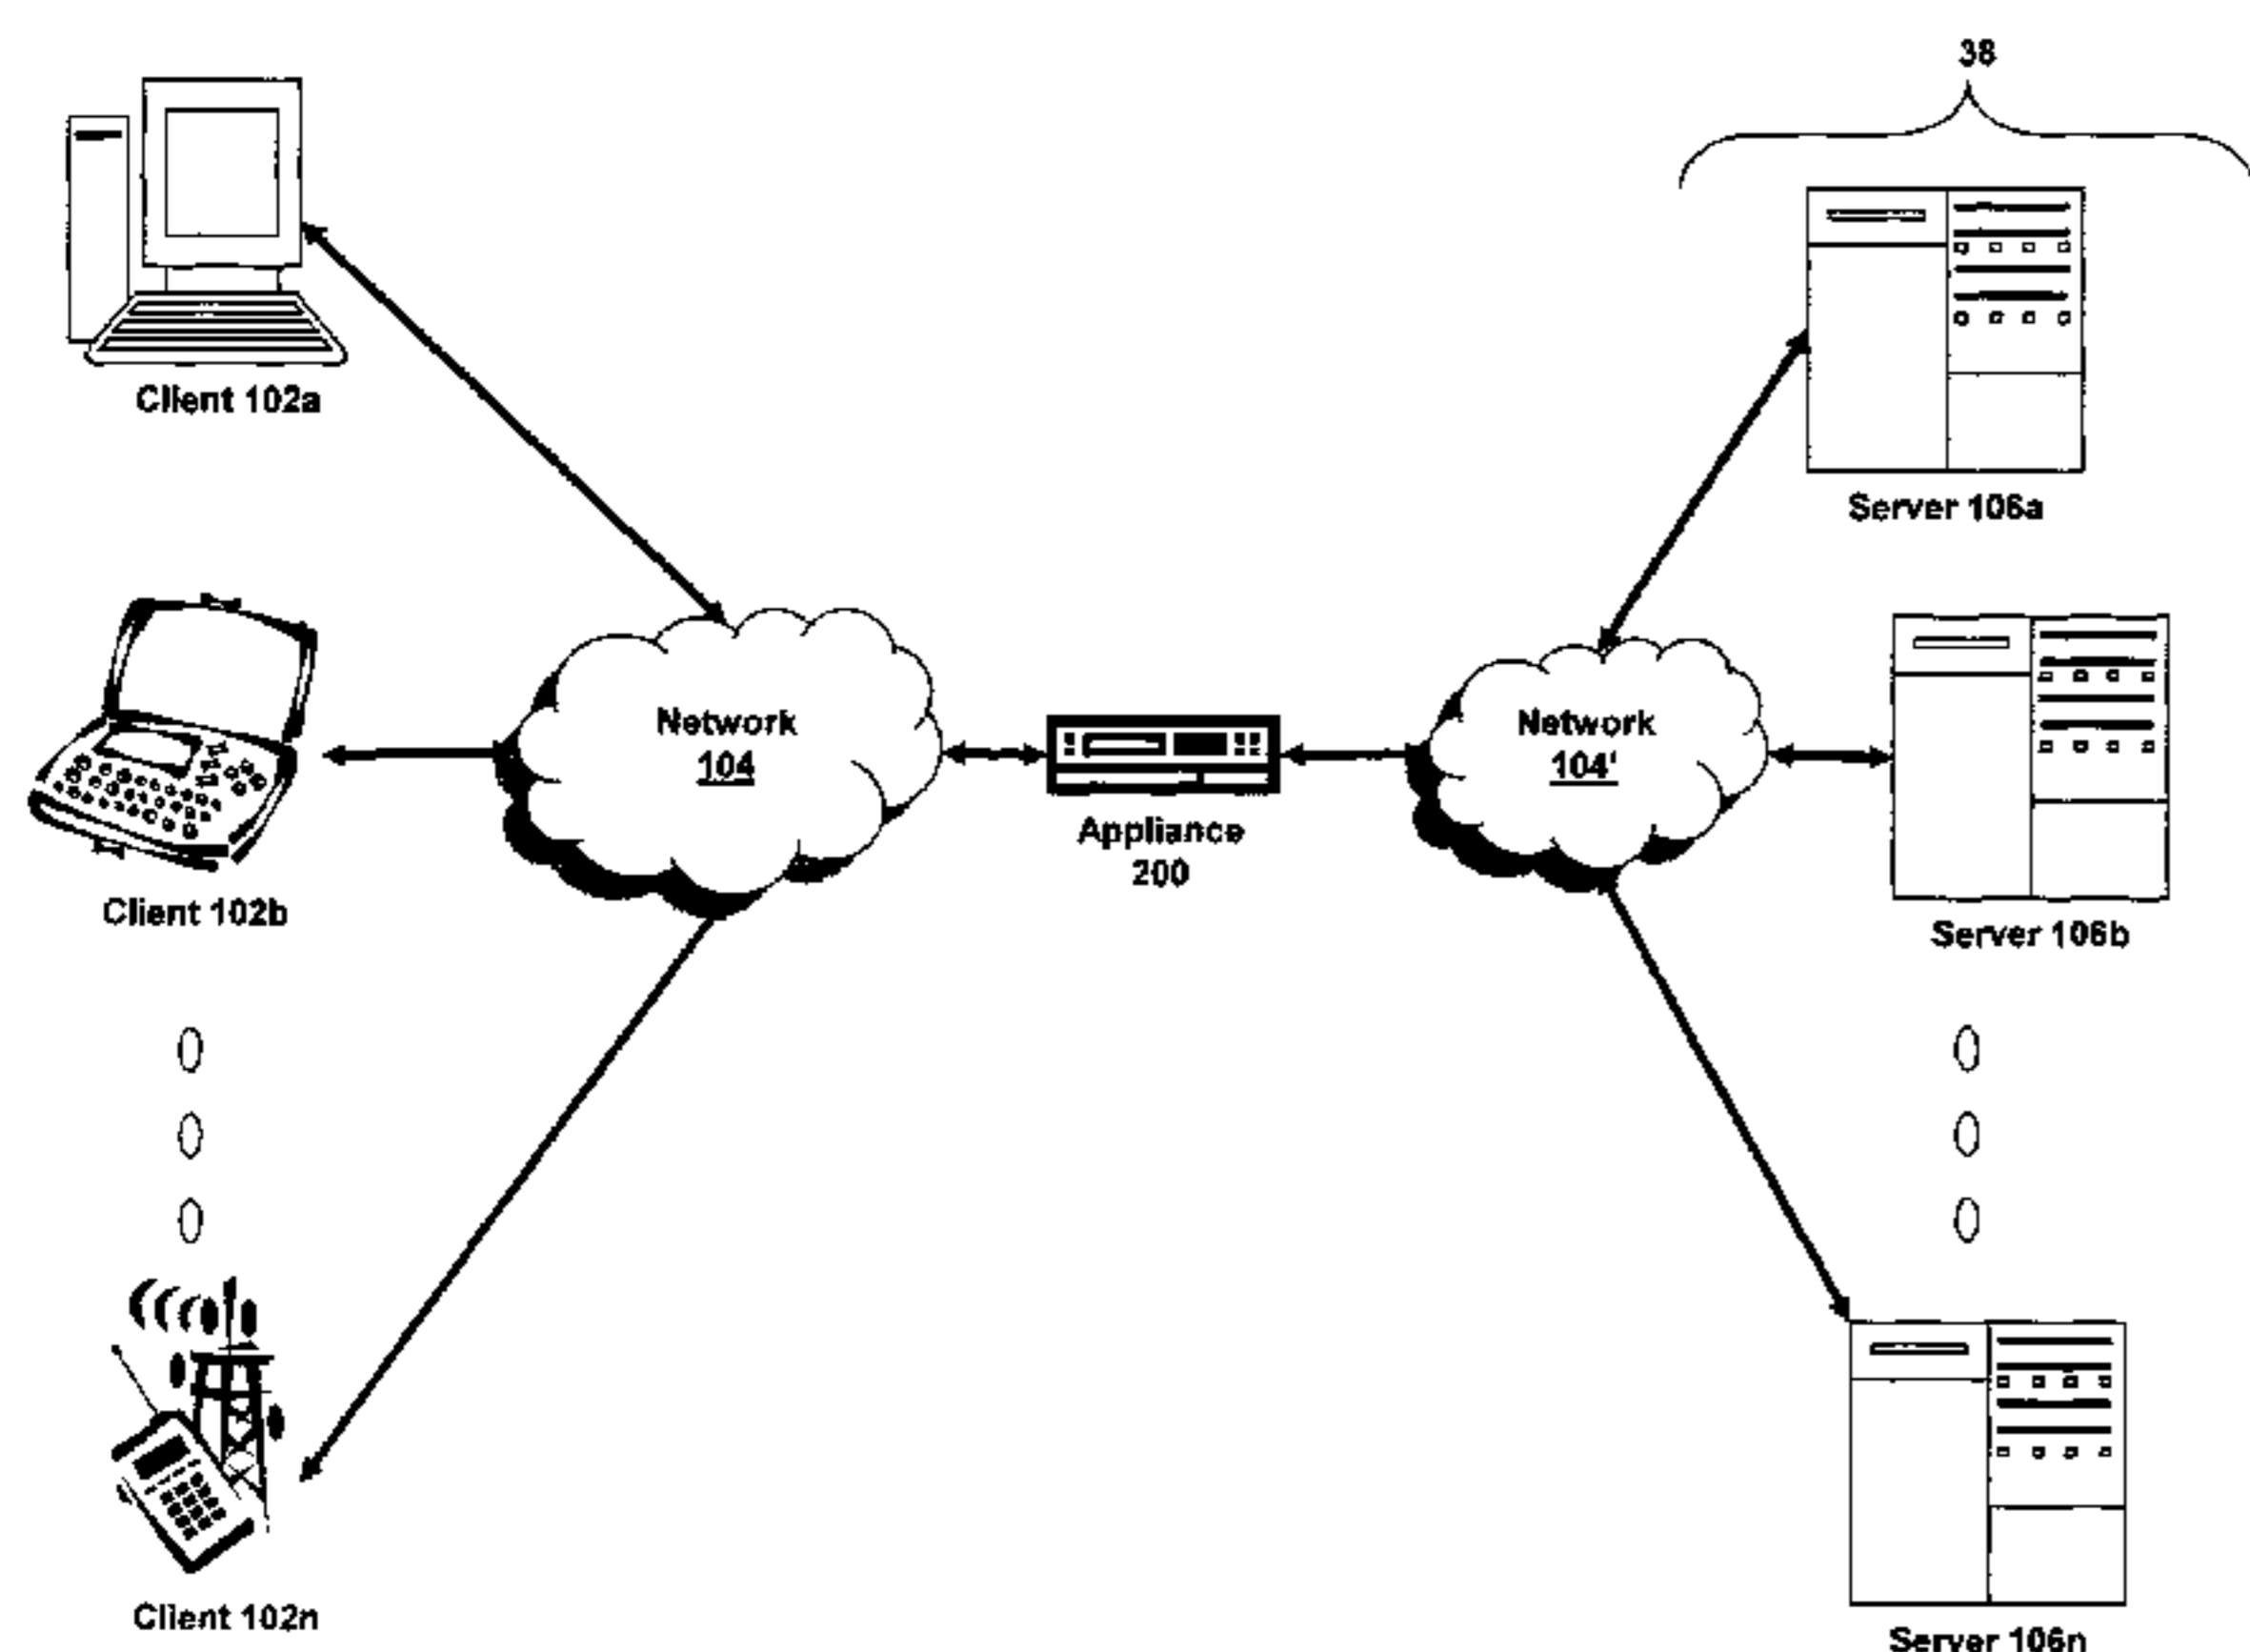 38
Client 102a
Server 106a
Network
104
Network
104'
Appliance
200
Client 102b
Server 106b
Client 102n
Server 106n